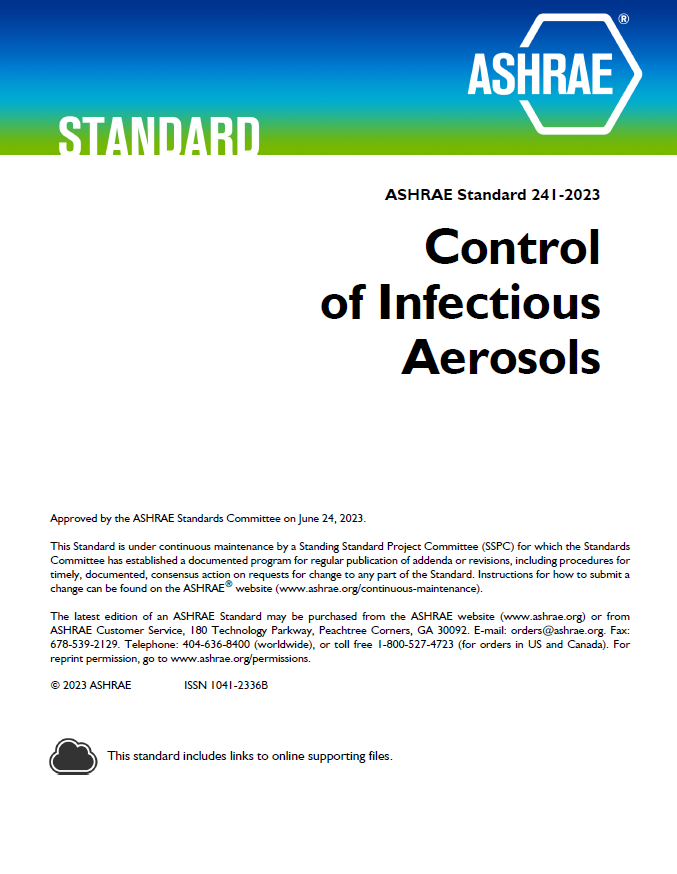 ASHRAE®
STANDARD
ASHRAE Standard 241-2023
Control
of Infectious
Aerosols
Approved by the ASHRAE Standards Committee on June 24, 2023.
This Standard is under continuous maintenance by a Standing Standard Project Committee (SSPC) for which the Standards
Committee has established a documented program for regular publication of addenda or revisions, including procedures for
timely, documented, consensus action on requests for change to any part of the Standard. Instructions for how to submit a
change can be found on the ASHRAE® website (www.ashrae.org/continuous-maintenance).
The latest edition of an ASHRAE Standard may be purchased from the ASHRAE website (www.ashrae.org) or from
ASHRAE Customer Service, 180 Technology Parkway, Peachtree Corners, GA 30092. E-mail: orders@ashrae.org. Fax:
678-539-2129. Telephone: 404-636-8400 (worldwide), or toll free 1-800-527-4723 (for orders in US and Canada). For
reprint permission, go to www.ashrae.org/permissions.
© 2023 ASHRAE ISSN 1041-2336B
This standard includes links to online supporting files.